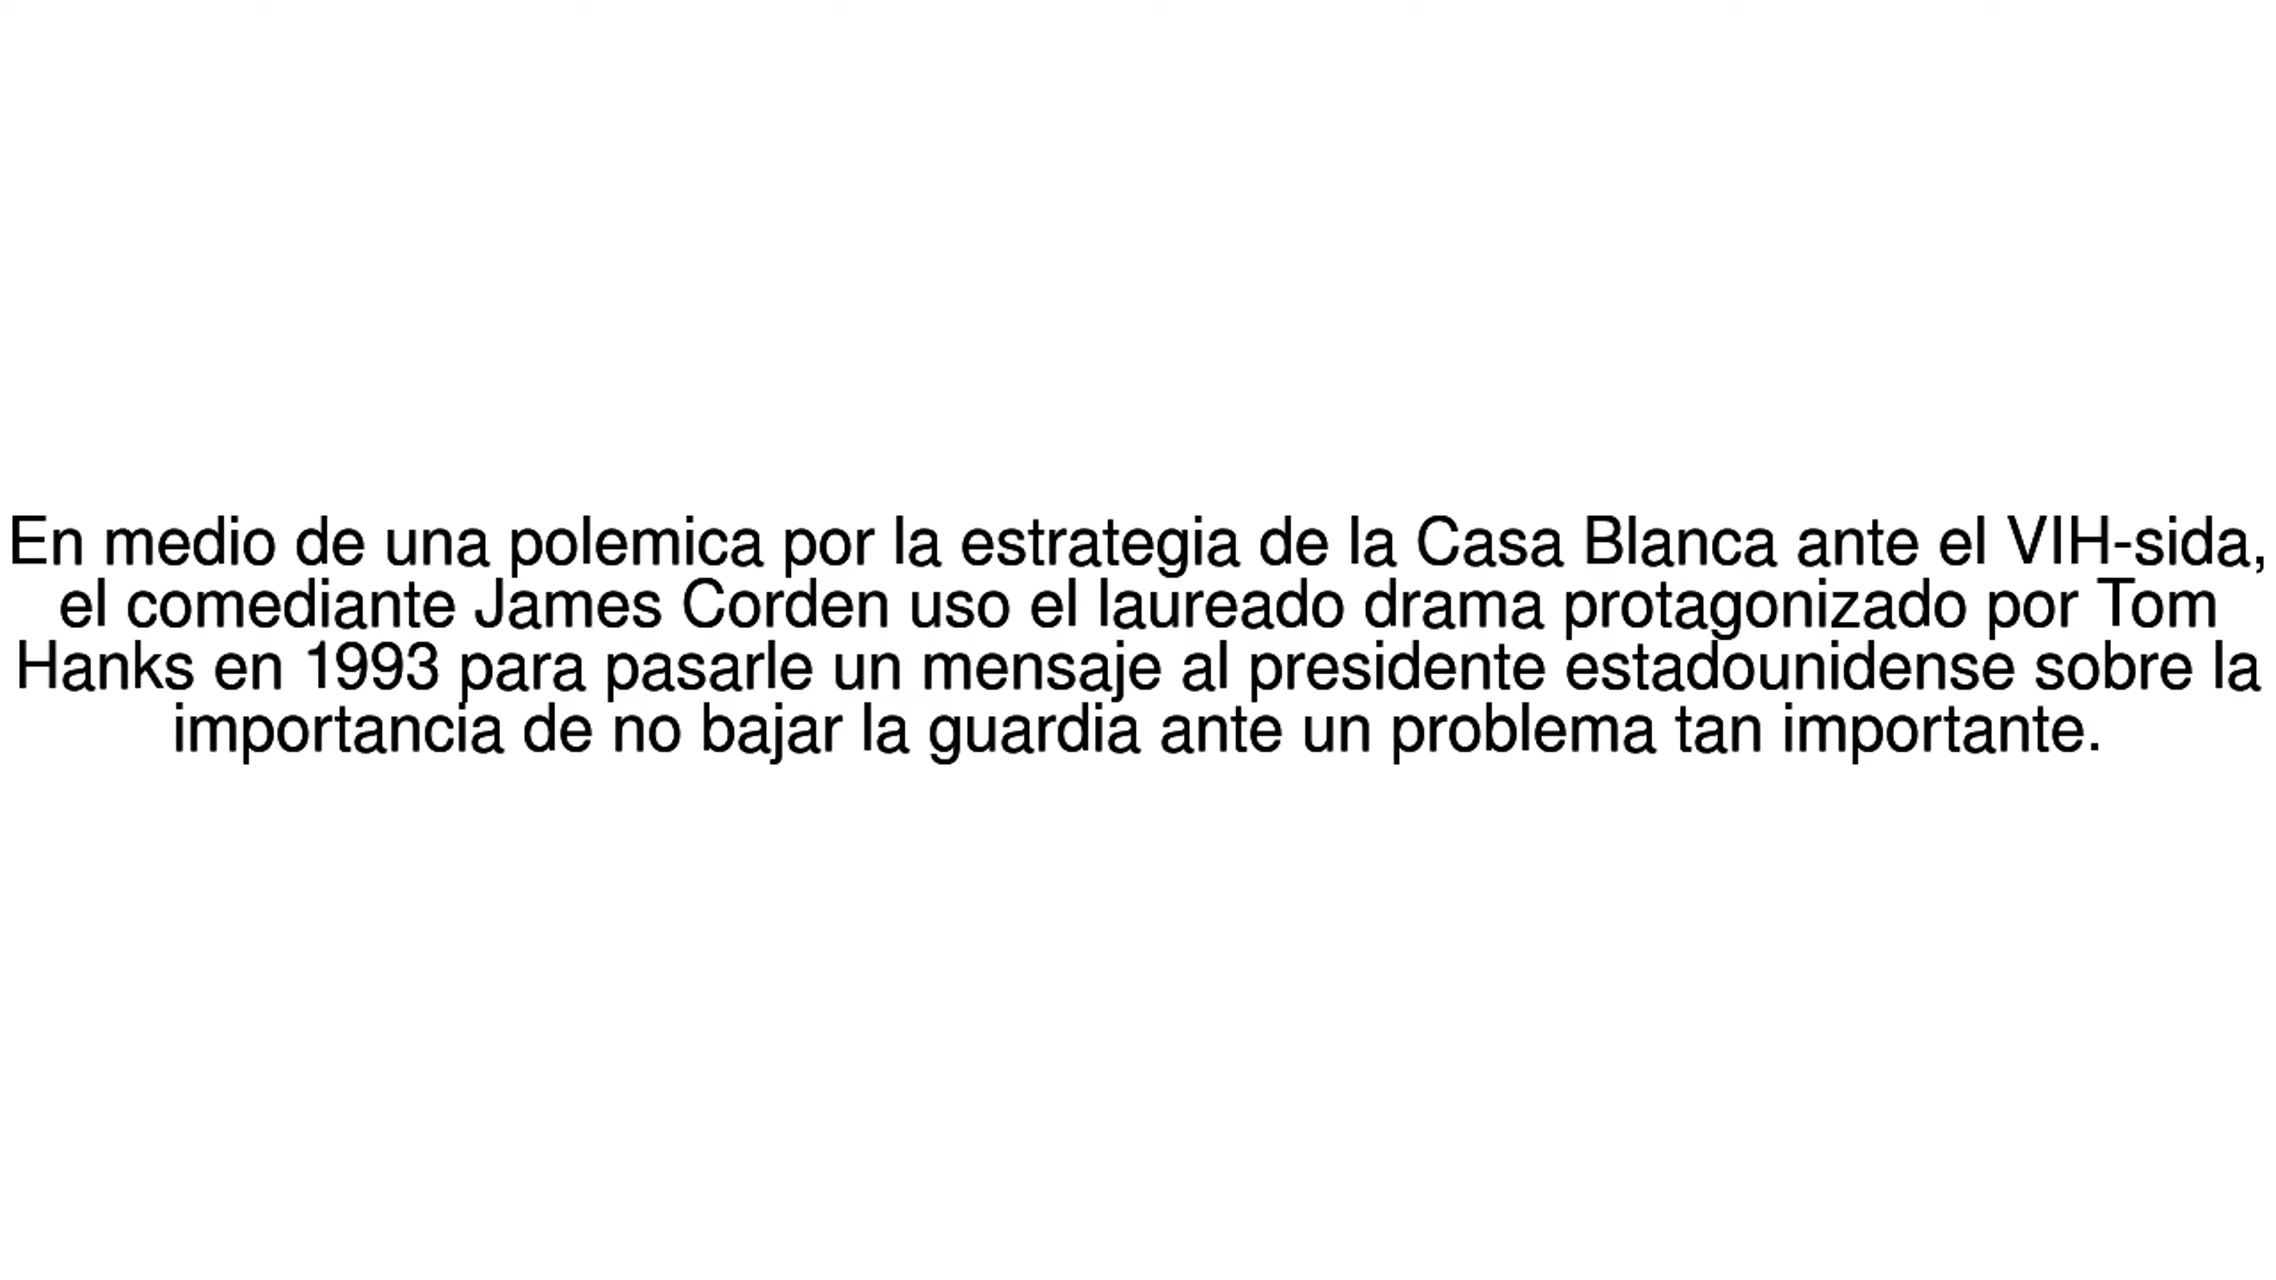 En medio de una polemica por la estrategia de la Casa Blanca ante el VIH-sida,
el comediante James Corden uso el laureado drama protagonizado por Tom
Hanks en 1993 para pasarle un mensaje al presidente estadounidense sobre la
importancia de no bajar la guardia ante un problema tan importante.